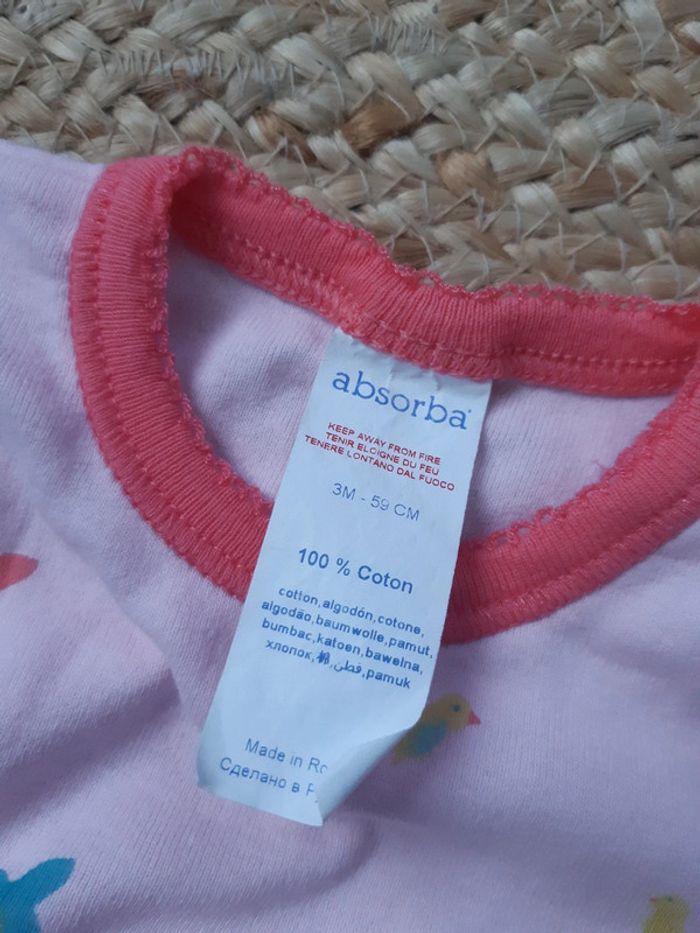 absorba
KEEP AWAY FROM FIRE
TENIR ELOIGNE DU FEU
TENERE LONTANO DAL FUOCO
3M - 59 CM
100 % Coton
cotton,algodón,cotone,
algodão,baumwolle,pamut,
bumbac,katoen,bawełna,
хлопок,棉,قطن,pamuk
Made in
Сделано в